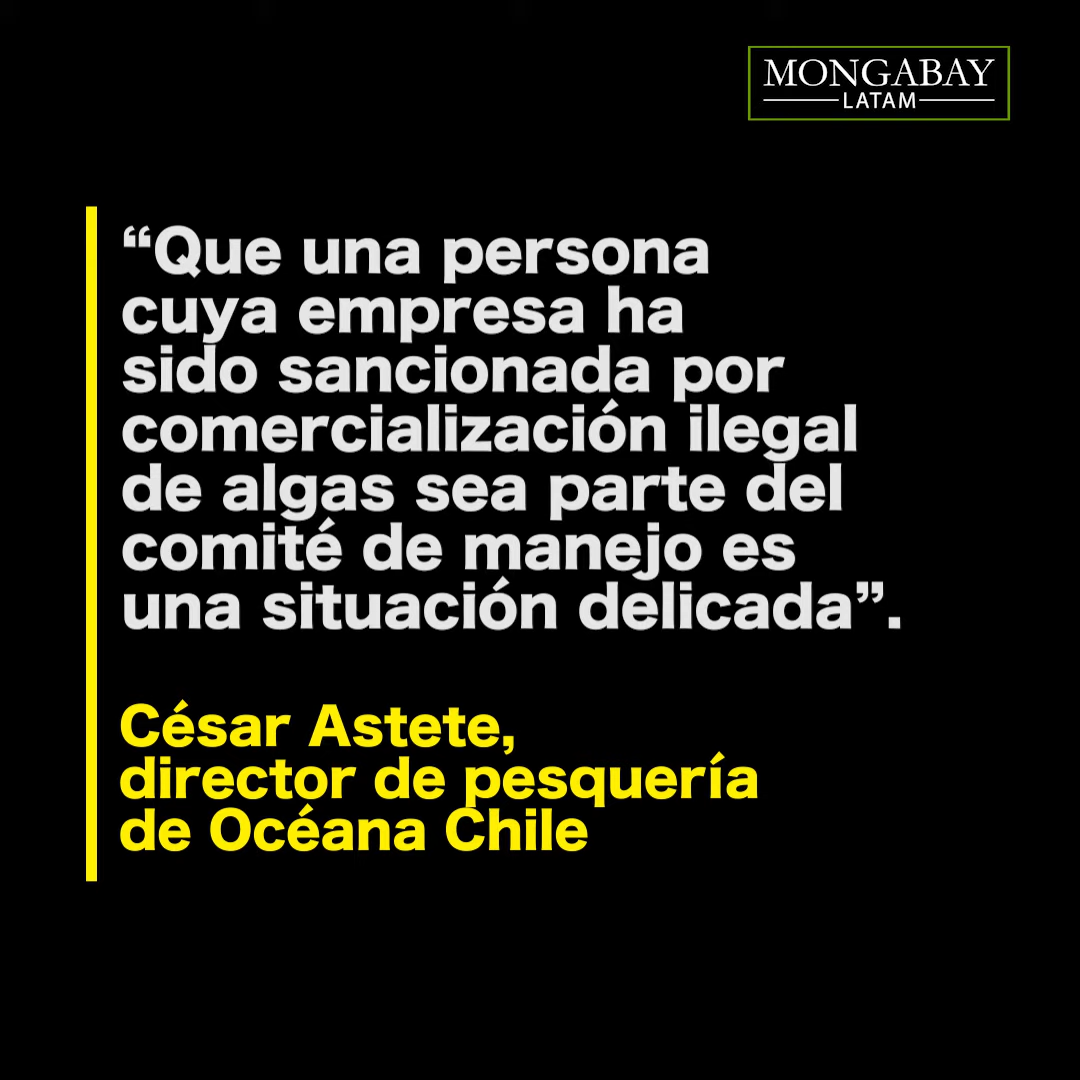 MONGABAY
LATAM
“Que una persona
cuya empresa ha
sido sancionada por
comercialización ilegal
de algas sea parte del
comité de manejo es
una situación delicada”.
César Astete,
director de pesquería
de Océana Chile